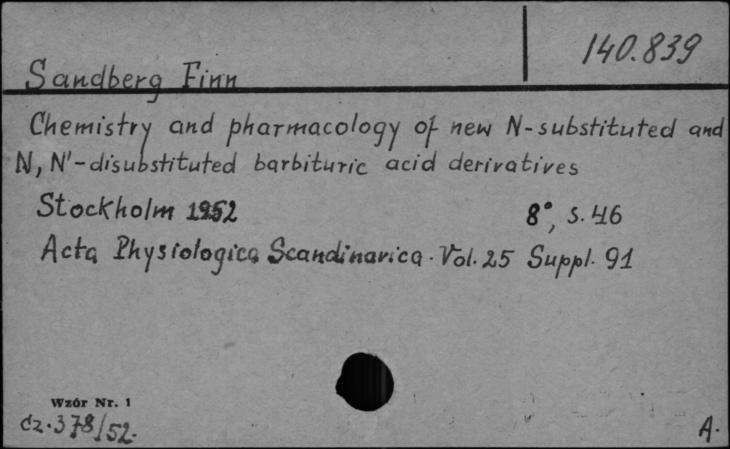 140.839
Sandberg Finn
Chemistry and pharmacology of new N-substituted and
N, N'-disubstituted barbituric acid derivatives
Stockholm 1952 8°, s. 46
Acta Physiologica Scandinavica. Vol. 25 Suppl. 91
Wzór Nr. 1
cz. 378/52.
A.